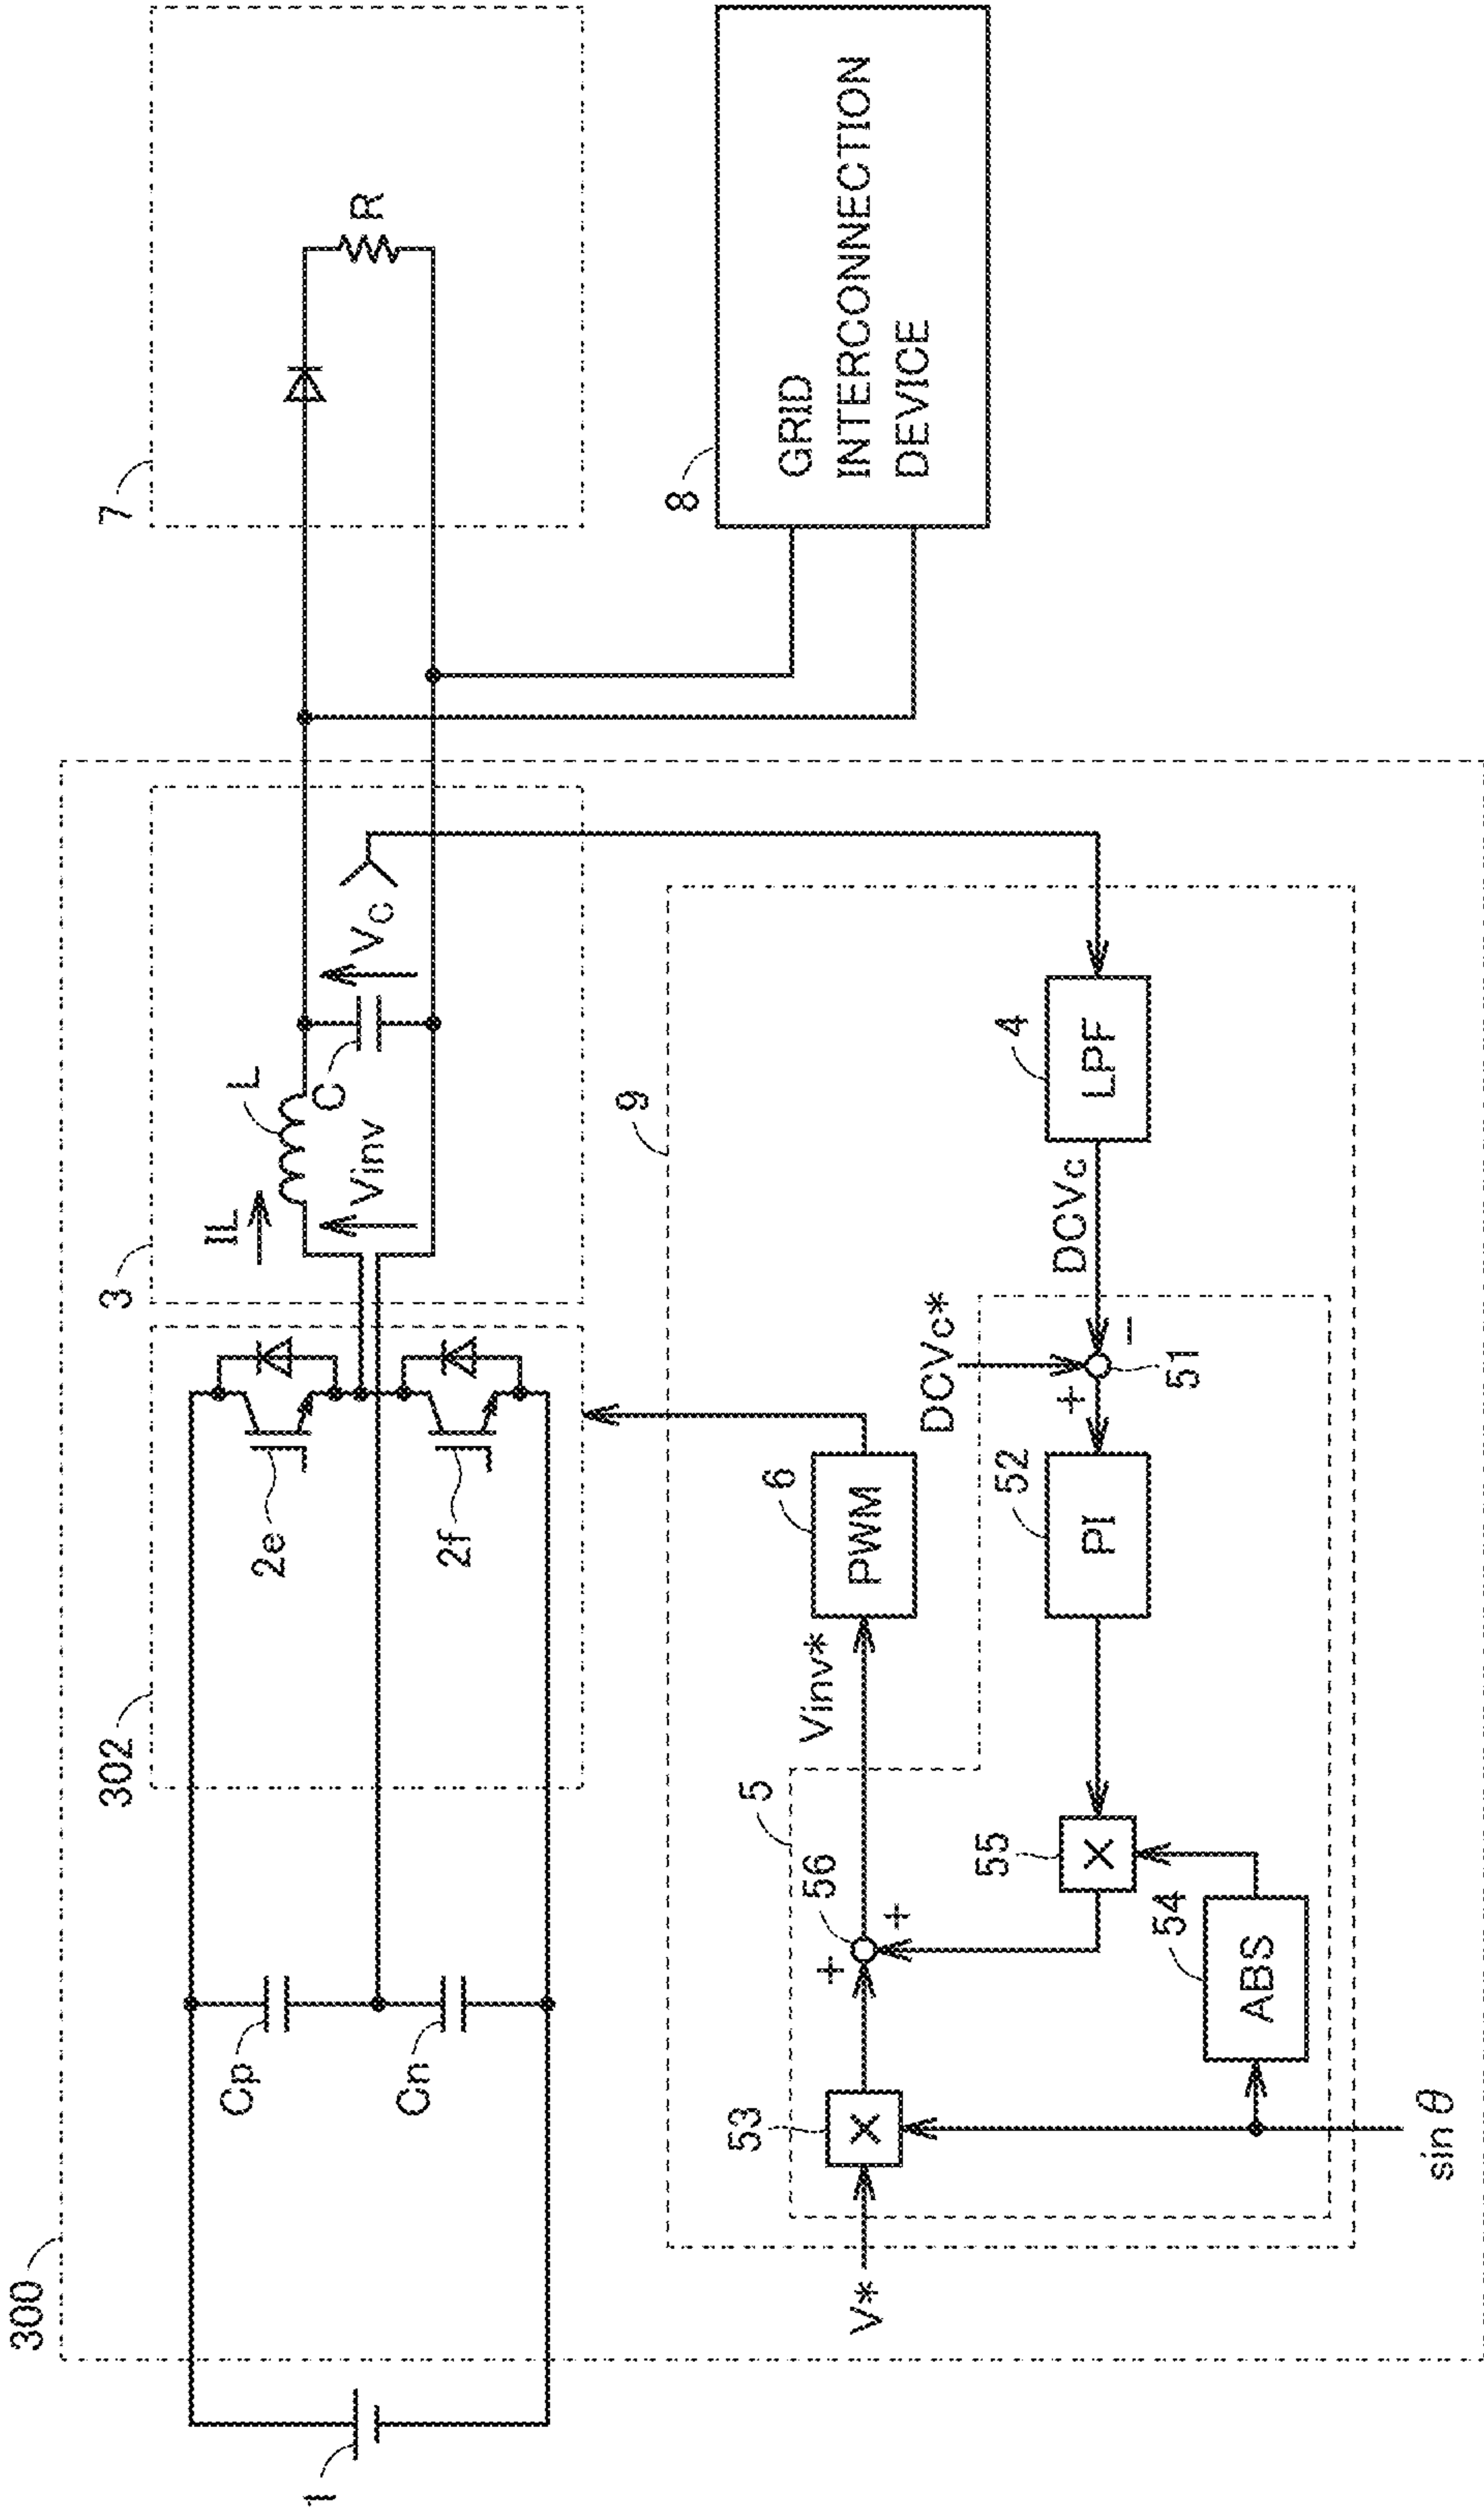 300
1
Cp
Cn
302
2e
2f
3
IL
L
Vinv
C
Vc
7
R
8
GRID
INTERCONNECTION
DEVICE
9
V*
53
×
+
56
+
5
Vinv*
6
PWM
sin θ
54
ABS
55
×
52
PI
DCVc*
+
51
−
DCVc
4
LPF